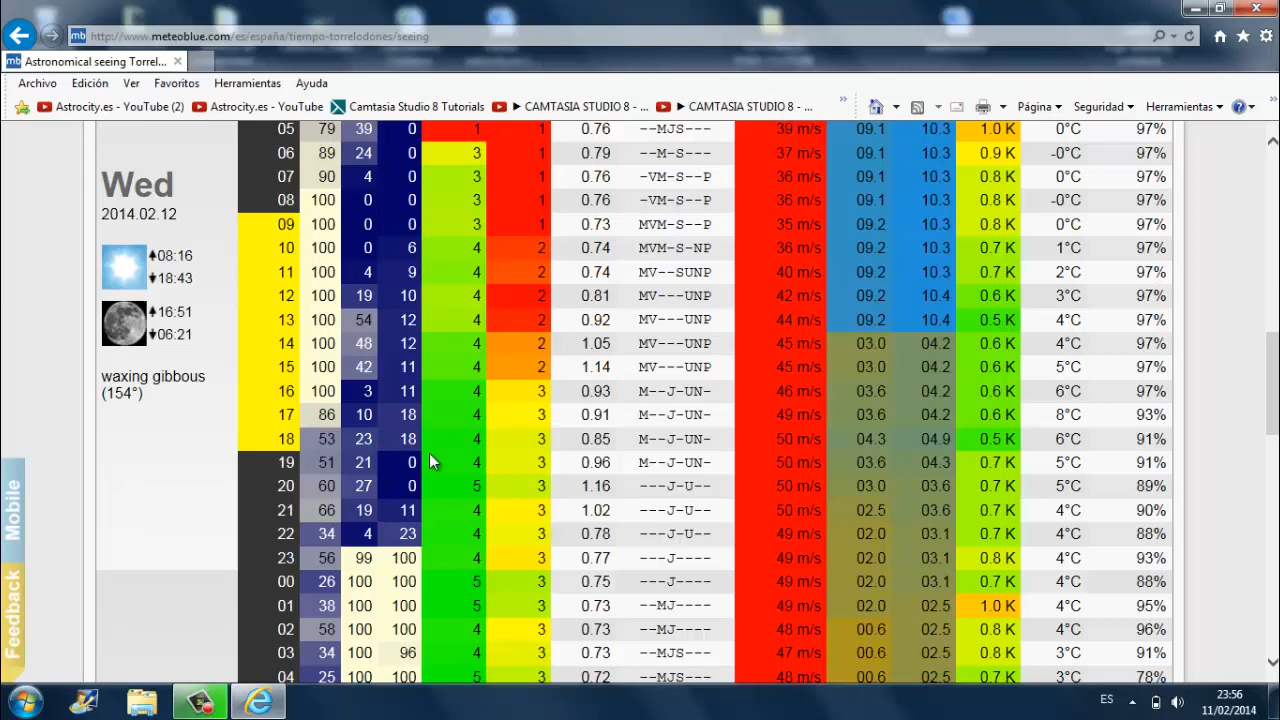 http://www.meteoblue.com/es/españa/tiempo-torrelodones/seeing
mb Astronomical seeing Torrel...
Archivo Edición Ver Favoritos Herramientas Ayuda
Astrocity.es - YouTube (2) Astrocity.es - YouTube Camtasia Studio 8 Tutorials ► CAMTASIA STUDIO 8 - ... ► CAMTASIA STUDIO 8 - ... » Página Seguridad Herramientas »
05 79 39 0 1 1 0.76 --MJS--- 39 m/s 09.1 10.3 1.0 K 0°C 97%
06 89 24 0 3 1 0.79 --M-S--- 37 m/s 09.1 10.3 0.9 K -0°C 97%
07 90 4 0 3 1 0.76 -VM-S--P 36 m/s 09.1 10.3 0.8 K 0°C 97%
08 100 0 0 3 1 0.76 -VM-S--P 36 m/s 09.1 10.3 0.8 K -0°C 97%
09 100 0 0 3 1 0.73 MVM-S--P 35 m/s 09.1 10.3 0.8 K 0°C 97%
10 100 0 6 4 2 0.74 MVM-S-NP 36 m/s 09.2 10.3 0.7 K 1°C 97%
11 100 4 9 4 2 0.74 MV--SUNP 40 m/s 09.2 10.3 0.7 K 2°C 97%
12 100 19 10 4 2 0.81 MV---UNP 42 m/s 09.2 10.4 0.6 K 3°C 97%
13 100 54 12 4 2 0.92 MV---UNP 44 m/s 09.2 10.4 0.5 K 4°C 97%
14 100 48 12 4 2 1.05 MV---UNP 45 m/s 03.0 04.2 0.6 K 4°C 97%
15 100 42 11 4 2 1.14 MV---UNP 45 m/s 03.0 04.2 0.6 K 5°C 97%
16 100 3 11 4 3 0.93 M--J-UN- 46 m/s 03.6 04.2 0.6 K 6°C 97%
17 86 10 18 4 3 0.91 M--J-UN- 49 m/s 03.6 04.2 0.6 K 8°C 93%
18 53 23 18 4 3 0.85 M--J-UN- 50 m/s 04.3 04.9 0.5 K 6°C 91%
19 51 21 0 4 3 0.96 M--J-UN- 50 m/s 03.6 04.3 0.7 K 5°C 91%
20 60 27 0 5 3 1.16 ---J-U-- 50 m/s 03.0 03.6 0.7 K 5°C 89%
21 66 19 11 4 3 1.02 ---J-U-- 50 m/s 02.5 03.6 0.7 K 4°C 90%
22 34 4 23 4 3 0.78 ---J-U-- 49 m/s 02.0 03.1 0.7 K 4°C 88%
23 56 99 100 4 3 0.77 ---J---- 49 m/s 02.0 03.1 0.8 K 4°C 93%
00 26 100 100 5 3 0.75 ---J---- 49 m/s 02.0 03.1 0.7 K 4°C 88%
01 38 100 100 5 3 0.73 --MJ---- 49 m/s 02.0 02.5 1.0 K 4°C 95%
02 58 100 100 4 3 0.73 --MJ---- 48 m/s 00.6 02.5 0.8 K 4°C 96%
03 34 100 96 4 3 0.73 --MJS--- 47 m/s 00.6 02.5 0.8 K 3°C 91%
04 25 100 100 5 3 0.72 --MJS--- 48 m/s 00.6 02.5 0.7 K 3°C 78%
Wed
2014.02.12
08:16
18:43
16:51
06:21
waxing gibbous
(154°)
Mobile
Feedback
ES 23:56
11/02/2014